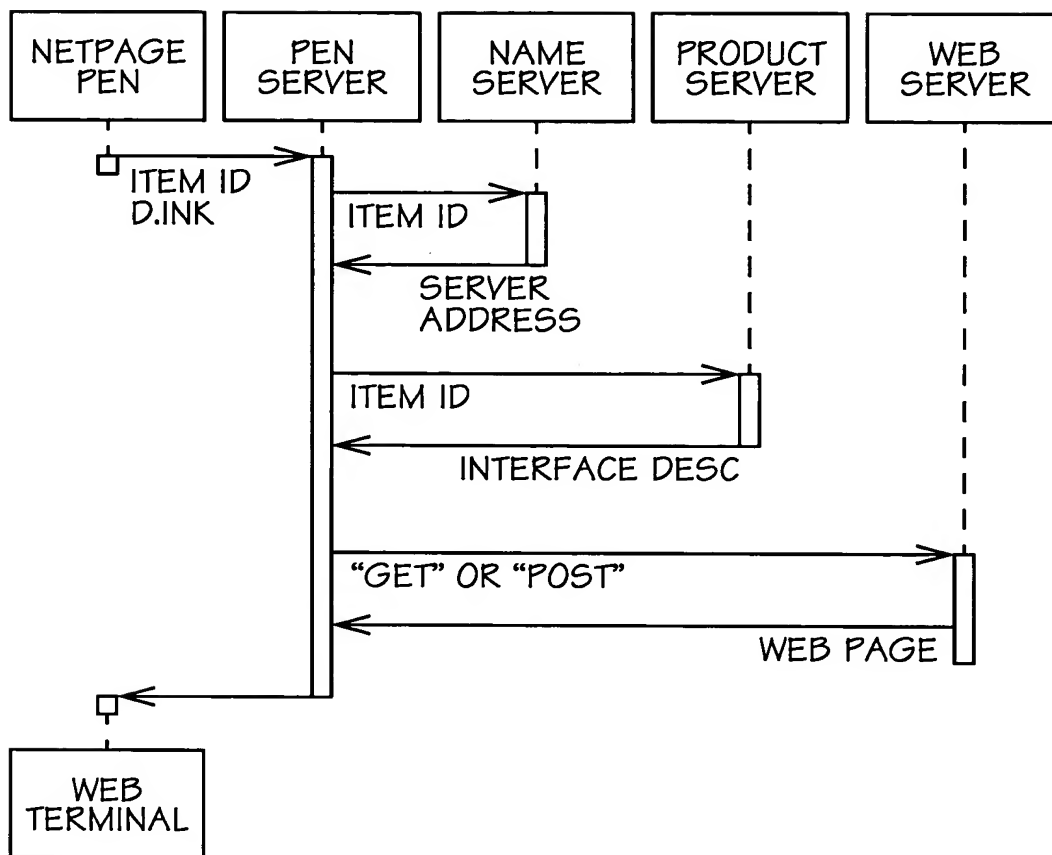 NETPAGE
PEN
PEN
SERVER
NAME
SERVER
PRODUCT
SERVER
WEB
SERVER
ITEM ID
D.INK
ITEM ID
SERVER
ADDRESS
ITEM ID
INTERFACE DESC
“GET” OR “POST”
WEB PAGE
WEB
TERMINAL